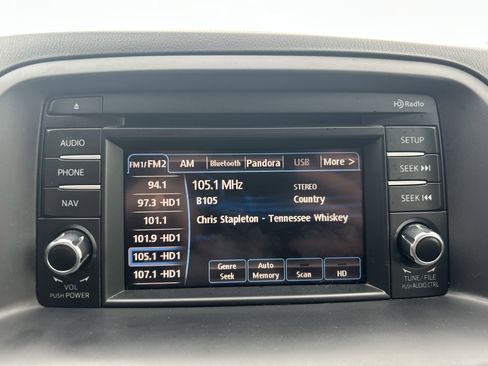 HD Radio
AUDIO
PHONE
NAV
VOL
PUSH POWER
FM1/FM2 AM Bluetooth Pandora USB More >
94.1
97.3 -HD1
101.1
101.9 -HD1
105.1 -HD1
107.1 -HD1
105.1 MHz STEREO
B105 Country
Chris Stapleton - Tennessee Whiskey
Genre Seek
Auto Memory
Scan
HD
SETUP
SEEK
SEEK
TUNE/FILE
PUSH AUDIO CTRL